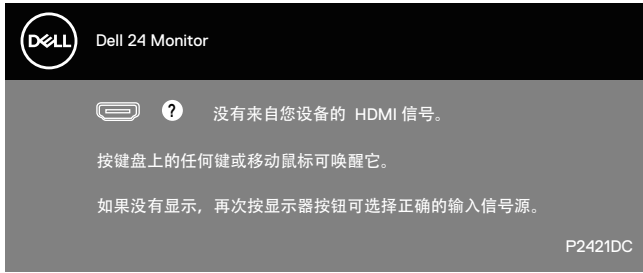 DELL
Dell 24 Monitor
? 没有来自您设备的 HDMI 信号。
按键盘上的任何键或移动鼠标可唤醒它。
如果没有显示，再次按显示器按钮可选择正确的输入信号源。
P2421DC